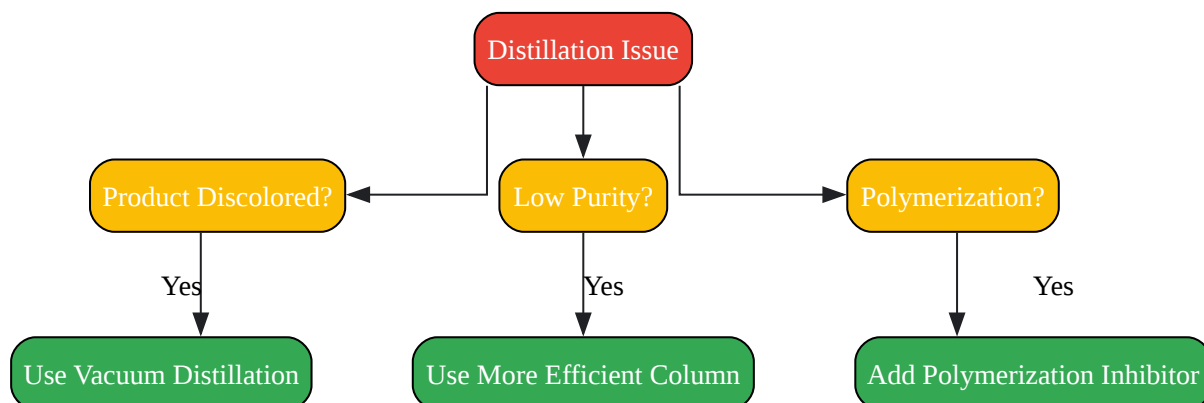 Distillation Issue
Product Discolored?
Low Purity?
Polymerization?
Yes
Yes
Yes
Use Vacuum Distillation
Use More Efficient Column
Add Polymerization Inhibitor